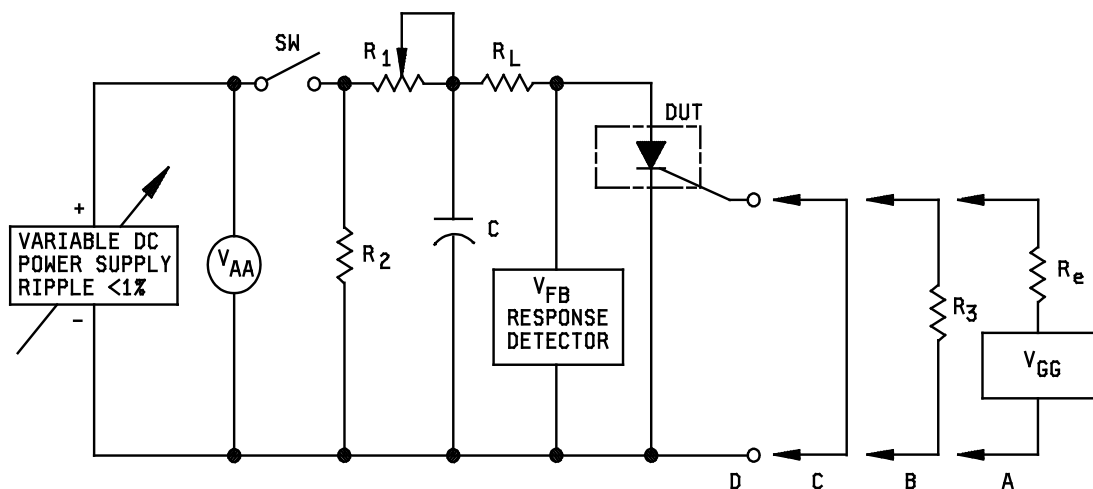 SW
R1
RL
DUT
+
VARIABLE DC
POWER SUPPLY
RIPPLE <1%
−
VAA
R2
C
VFB
RESPONSE
DETECTOR
R3
Re
VGG
D C B A